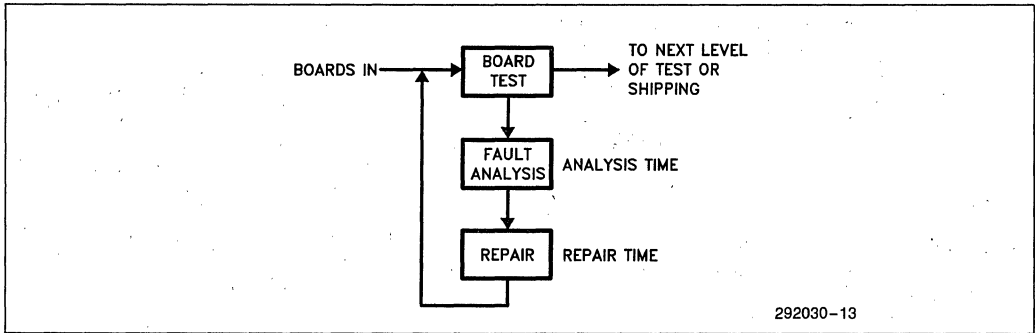 BOARDS IN
BOARD
TEST
TO NEXT LEVEL
OF TEST OR
SHIPPING
FAULT
ANALYSIS
ANALYSIS TIME
REPAIR
REPAIR TIME
292030-13